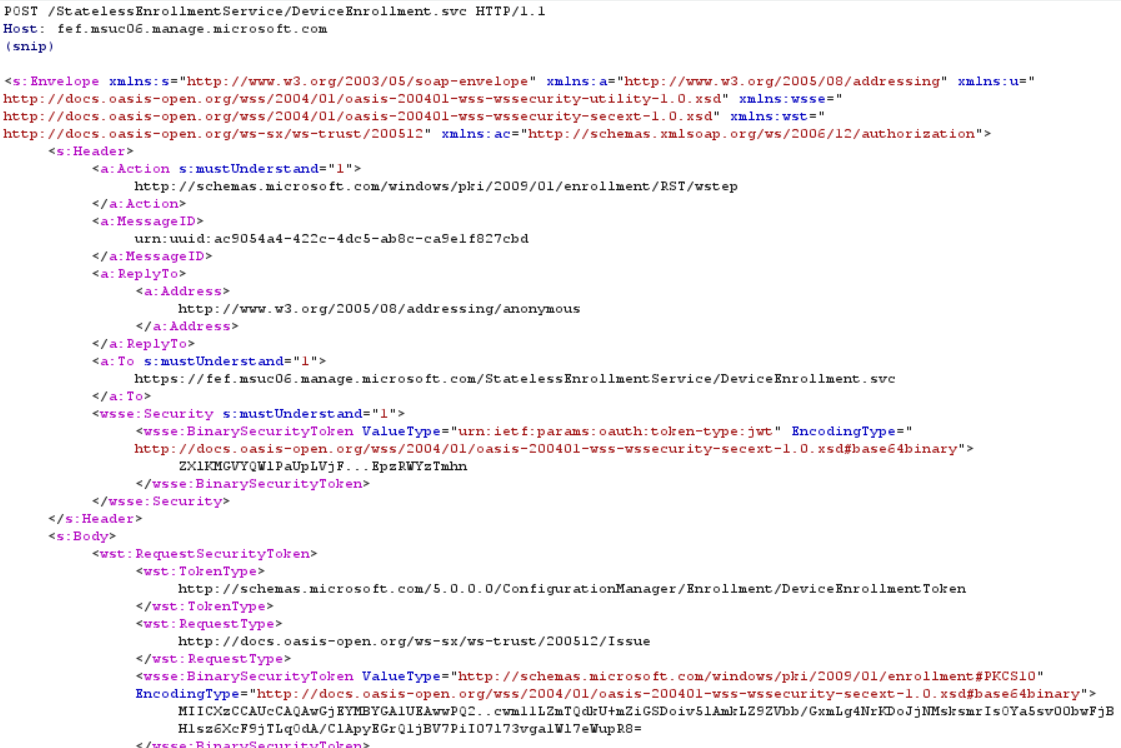 POST /StatelessEnrollmentService/DeviceEnrollment.svc HTTP/1.1
Host: fef.msuc06.manage.microsoft.com
(snip)
<s:Envelope xmlns:s="http://www.w3.org/2003/05/soap-envelope" xmlns:a="http://www.w3.org/2005/08/addressing" xmlns:u="
http://docs.oasis-open.org/wss/2004/01/oasis-200401-wss-wssecurity-utility-1.0.xsd" xmlns:wsse="
http://docs.oasis-open.org/wss/2004/01/oasis-200401-wss-wssecurity-secext-1.0.xsd" xmlns:wst="
http://docs.oasis-open.org/ws-sx/ws-trust/200512" xmlns:ac="http://schemas.xmlsoap.org/ws/2006/12/authorization">
<s:Header>
<a:Action s:mustUnderstand="1">
http://schemas.microsoft.com/windows/pki/2009/01/enrollment/RST/wstep
</a:Action>
<a:MessageID>
urn:uuid:ac9054a4-422c-4dc5-ab8c-ca9e1f827cbd
</a:MessageID>
<a:ReplyTo>
<a:Address>
http://www.w3.org/2005/08/addressing/anonymous
</a:Address>
</a:ReplyTo>
<a:To s:mustUnderstand="1">
https://fef.msuc06.manage.microsoft.com/StatelessEnrollmentService/DeviceEnrollment.svc
</a:To>
<wsse:Security s:mustUnderstand="1">
<wsse:BinarySecurityToken ValueType="urn:ietf:params:oauth:token-type:jwt" EncodingType="
http://docs.oasis-open.org/wss/2004/01/oasis-200401-wss-wssecurity-secext-1.0.xsd#base64binary">
ZXlKMGVYQWlPaUpLVjF...EpzRWYzTmhn
</wsse:BinarySecurityToken>
</wsse:Security>
</s:Header>
<s:Body>
<wst:RequestSecurityToken>
<wst:TokenType>
http://schemas.microsoft.com/5.0.0.0/ConfigurationManager/Enrollment/DeviceEnrollmentToken
</wst:TokenType>
<wst:RequestType>
http://docs.oasis-open.org/ws-sx/ws-trust/200512/Issue
</wst:RequestType>
<wsse:BinarySecurityToken ValueType="http://schemas.microsoft.com/windows/pki/2009/01/enrollment#PKCS10"
EncodingType="http://docs.oasis-open.org/wss/2004/01/oasis-200401-wss-wssecurity-secext-1.0.xsd#base64binary">
MIICXzCCAUcCAQAwGjEYMBYGA1UEAwwPQ2..cwm1lLZmTQdkU+mZiGSDoiv5lAmkLZ9ZVbb/GxmLg4NrKDoJjNMsksmrIs0Ya5sv00bwFjB
Hlsz6XcF9jTLq0dA/ClApyEGrQljBV7PiI07173vgalWl7eWupR8=
</wsse:BinarySecurityToken>